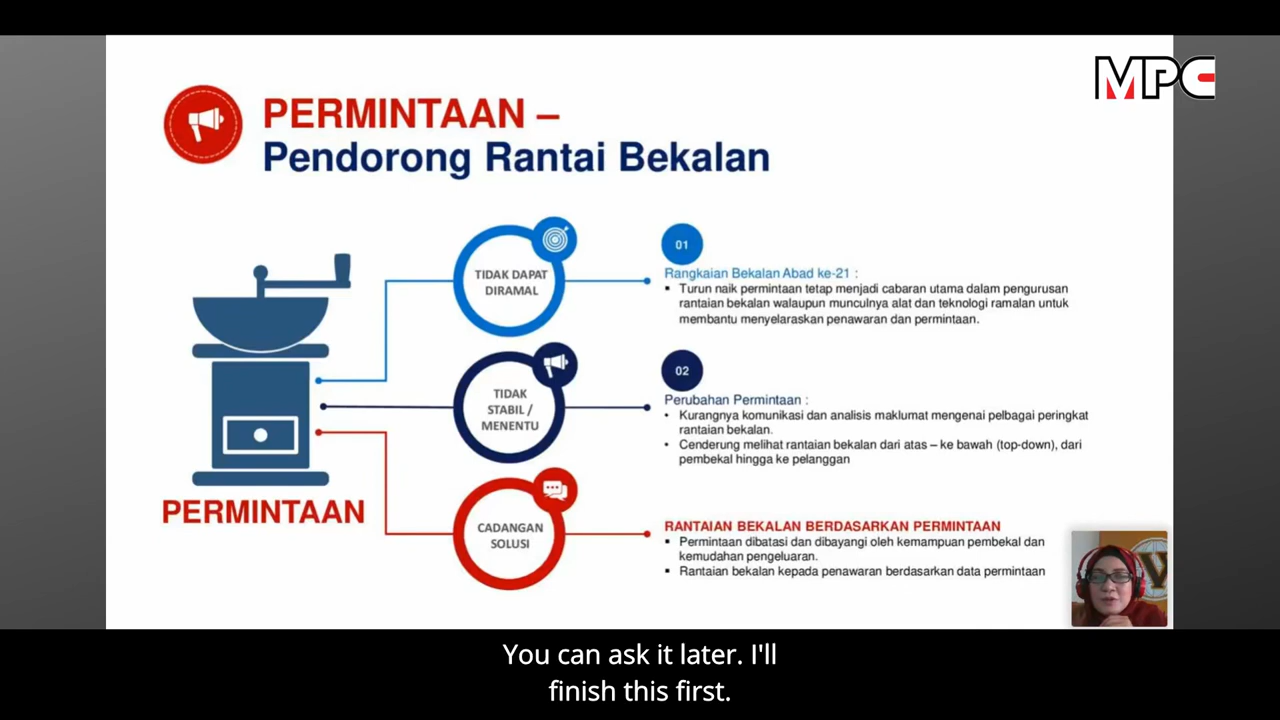 MPC
PERMINTAAN –
Pendorong Rantai Bekalan
TIDAK DAPAT
DIRAMAL
01
Rangkaian Bekalan Abad ke-21 :
▪ Turun naik permintaan tetap menjadi cabaran utama dalam pengurusan
rantaian bekalan walaupun munculnya alat dan teknologi ramalan untuk
membantu menyelaraskan penawaran dan permintaan.
TIDAK
STABIL /
MENENTU
02
Perubahan Permintaan :
• Kurangnya komunikasi dan analisis maklumat mengenai pelbagai peringkat
rantaian bekalan.
• Cenderung melihat rantaian bekalan dari atas – ke bawah (top-down), dari
pembekal hingga ke pelanggan
PERMINTAAN
CADANGAN
SOLUSI
RANTAIAN BEKALAN BERDASARKAN PERMINTAAN
▪ Permintaan dibatasi dan dibayangi oleh kemampuan pembekal dan
kemudahan pengeluaran.
▪ Rantaian bekalan kepada penawaran berdasarkan data permintaan
You can ask it later. I'll
finish this first.